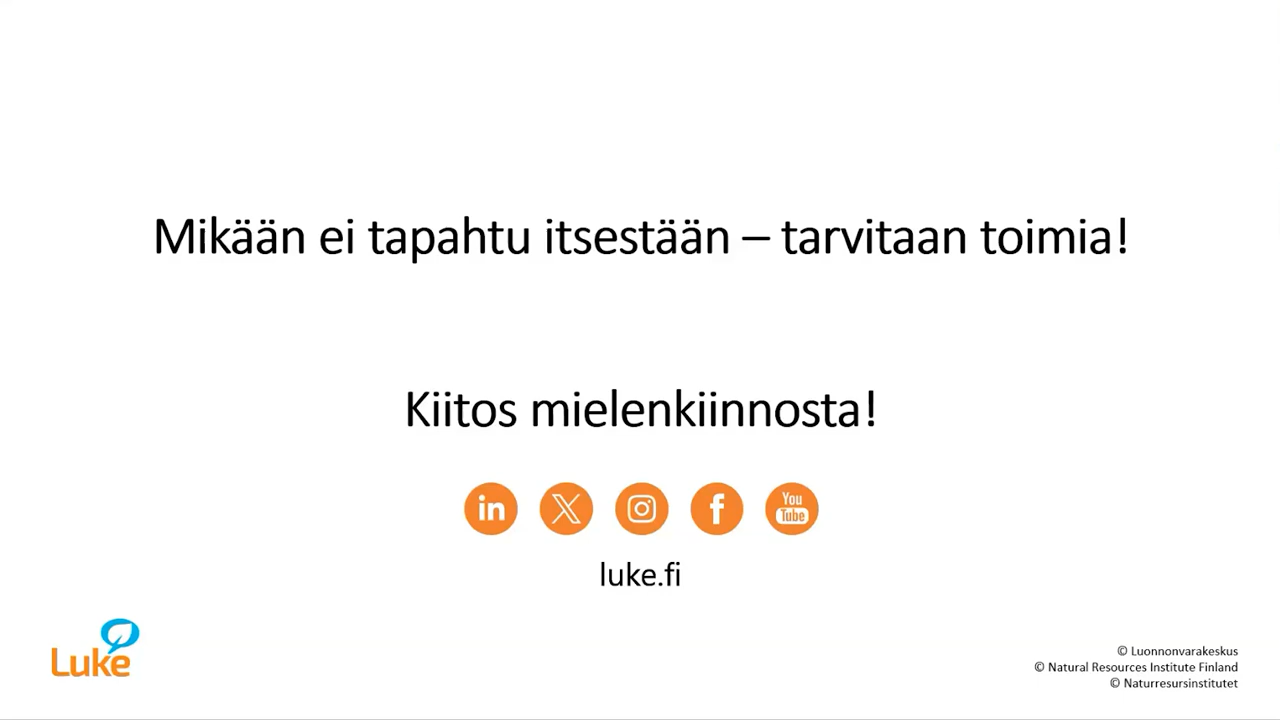 Mikään ei tapahtu itsestään – tarvitaan toimia!
Kiitos mielenkiinnosta!
in X f You Tube
luke.fi
Luke
© Luonnonvarakeskus
© Natural Resources Institute Finland
© Naturresursinstitutet